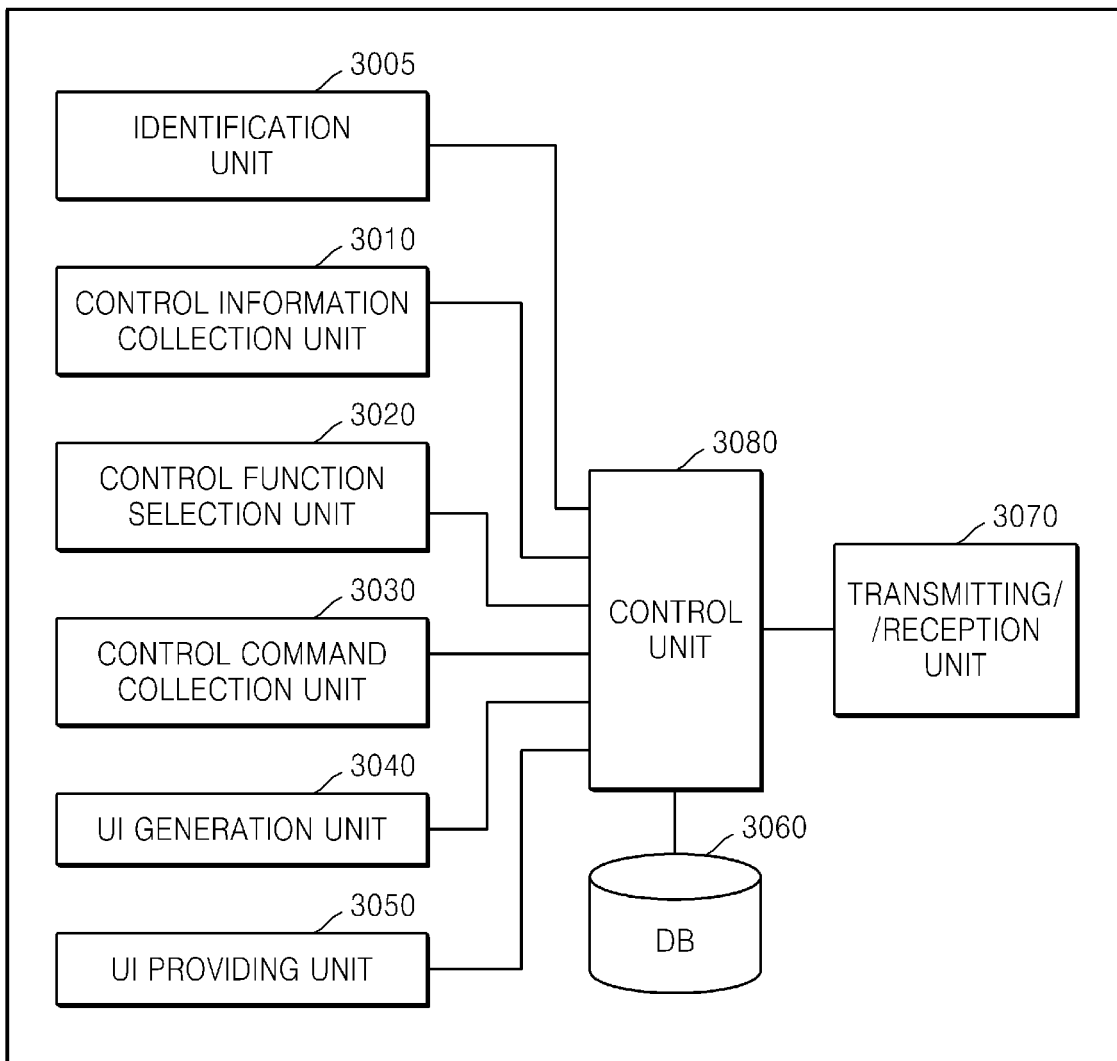 3005
IDENTIFICATION
UNIT
3010
CONTROL INFORMATION
COLLECTION UNIT
3020
CONTROL FUNCTION
SELECTION UNIT
3030
CONTROL COMMAND
COLLECTION UNIT
3040
UI GENERATION UNIT
3050
UI PROVIDING UNIT
3080
CONTROL
UNIT
3060
DB
3070
TRANSMITTING/
/RECEPTION
UNIT